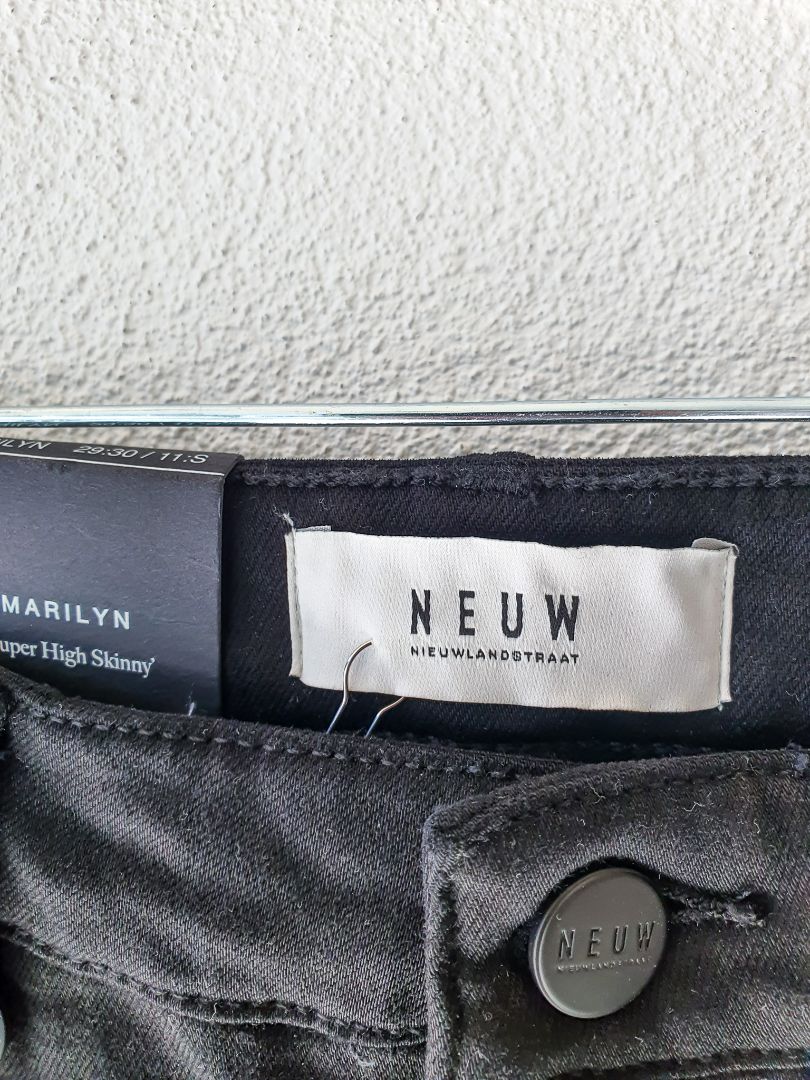 ILYN 29:30 / 11:S
MARILYN
uper High Skinny'
NEUW
NIEUWLANDSTRAAT
NEUW
NIEUWLANDSTRAAT